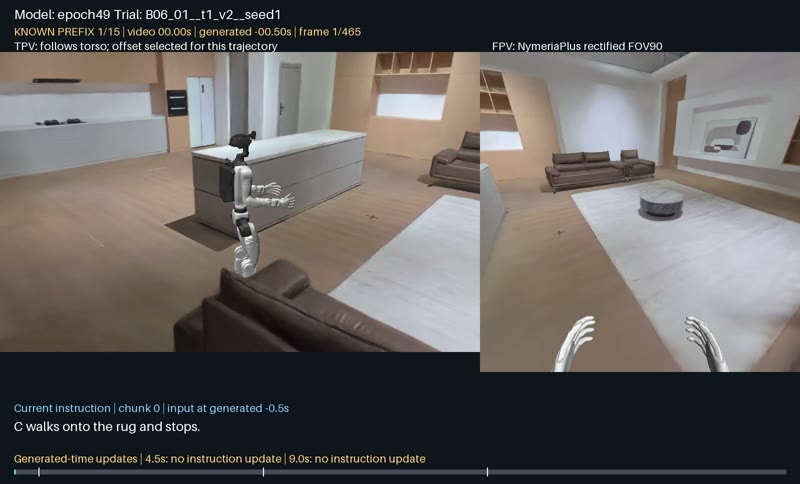 Model: epoch49 Trial: B06_01__t1_v2__seed1
KNOWN PREFIX 1/15 | video 00.00s | generated -00.50s | frame 1/465
TPV: follows torso; offset selected for this trajectory
FPV: NymeriaPlus rectified FOV90
Current instruction | chunk 0 | input at generated -0.5s
C walks onto the rug and stops.
Generated-time updates | 4.5s: no instruction update | 9.0s: no instruction update